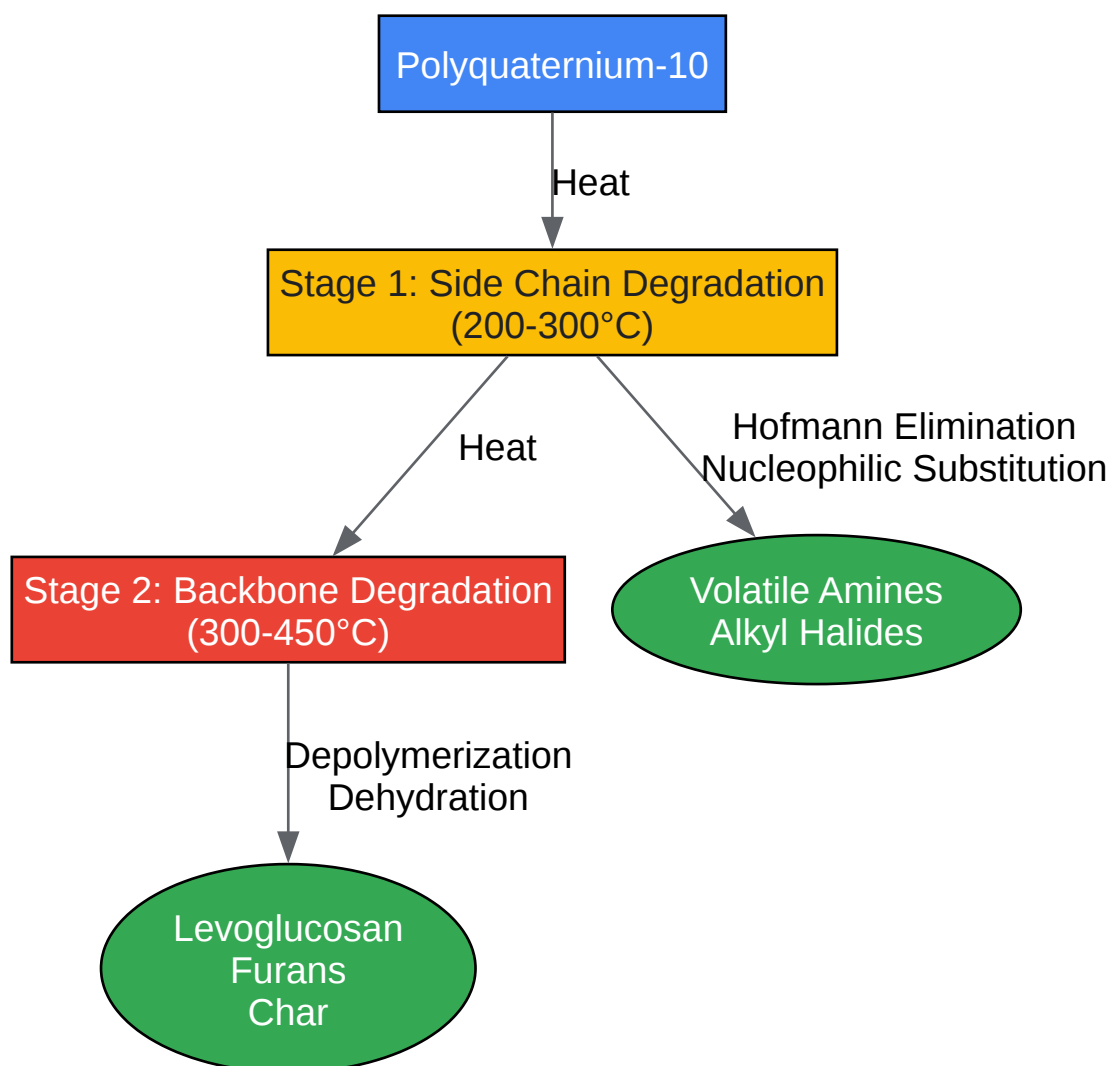 Polyquaternium-10
Heat
Stage 1: Side Chain Degradation
(200-300°C)
Heat
Hofmann Elimination
Nucleophilic Substitution
Stage 2: Backbone Degradation
(300-450°C)
Volatile Amines
Alkyl Halides
Depolymerization
Dehydration
Levoglucosan
Furans
Char